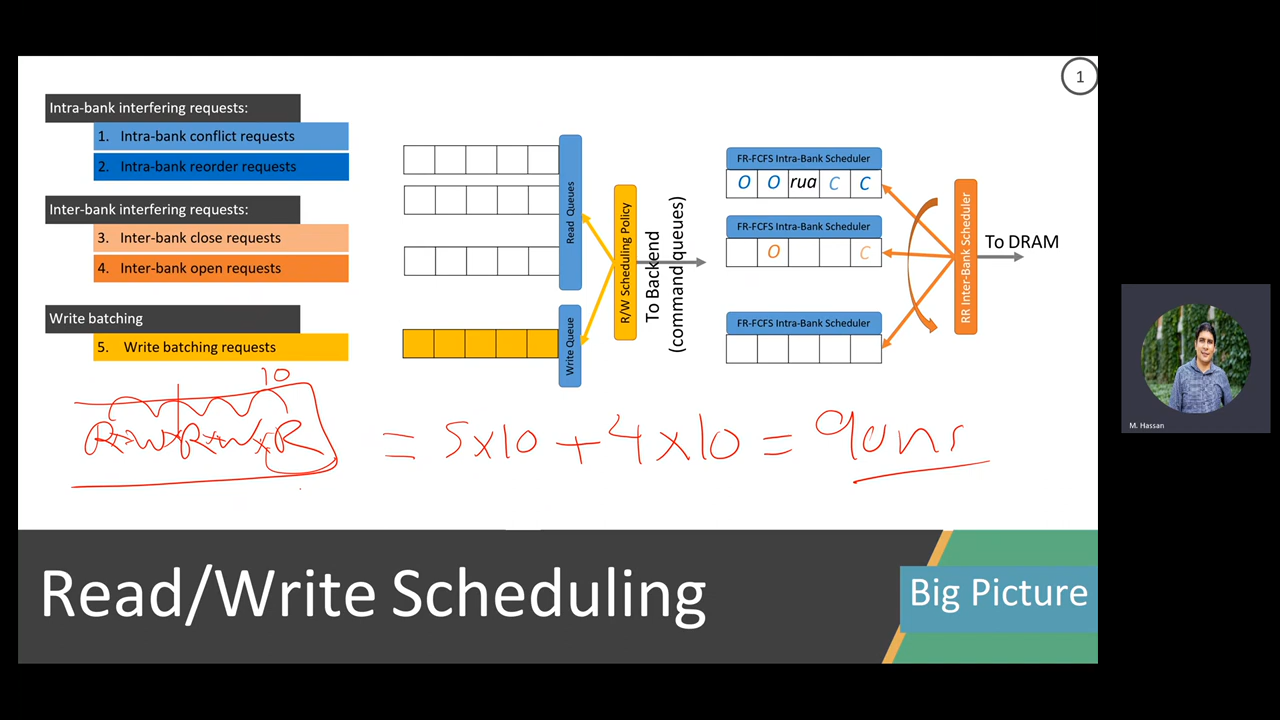 1
Intra-bank interfering requests:
1. Intra-bank conflict requests
2. Intra-bank reorder requests
Inter-bank interfering requests:
3. Inter-bank close requests
4. Inter-bank open requests
Write batching
5. Write batching requests
Read Queues
Write Queue
R/W Scheduling Policy
To Backend
(command queues)
FR-FCFS Intra-Bank Scheduler
O O rua C C
FR-FCFS Intra-Bank Scheduler
O C
FR-FCFS Intra-Bank Scheduler
RR Inter-Bank Scheduler
To DRAM
10
R W R W R
= 5x10 + 4x10 = 90ns
Read/Write Scheduling
Big Picture
M. Hassan